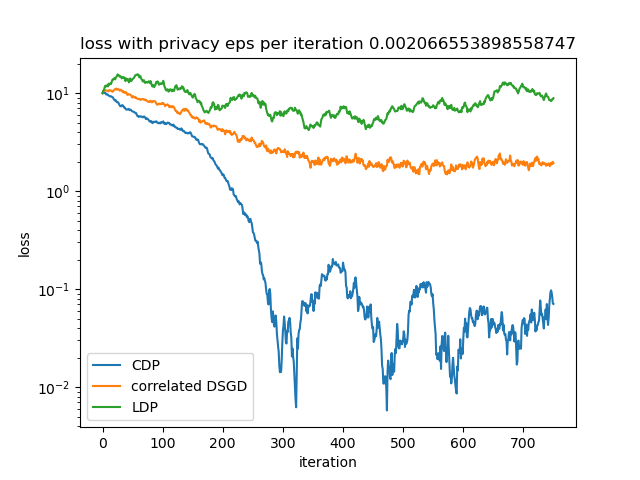 loss with privacy eps per iteration 0.002066553898558747
10¹
10⁰
10⁻¹
10⁻²
loss
CDP
correlated DSGD
LDP
0 100 200 300 400 500 600 700
iteration